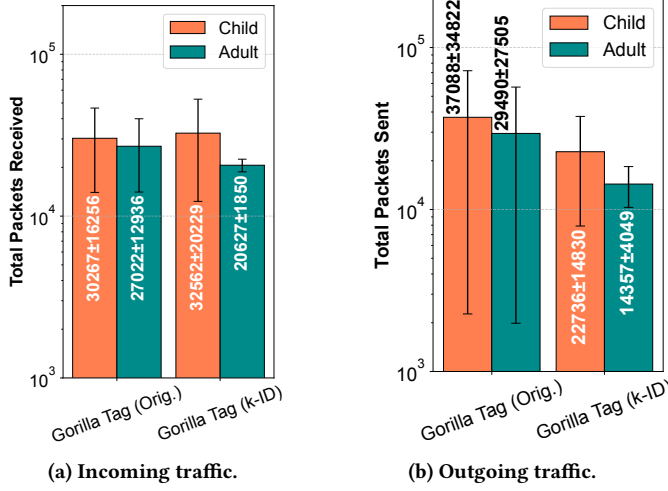 Total Packets Received
10^5
10^4
10^3
Child
Adult
30267±16256
27022±12936
32562±20229
20627±1850
Gorilla Tag (Orig.)
Gorilla Tag (k-ID)
(a) Incoming traffic.
Total Packets Sent
10^5
10^4
10^3
Child
Adult
37088±34822
29490±27505
22736±14830
14357±4049
Gorilla Tag (Orig.)
Gorilla Tag (k-ID)
(b) Outgoing traffic.